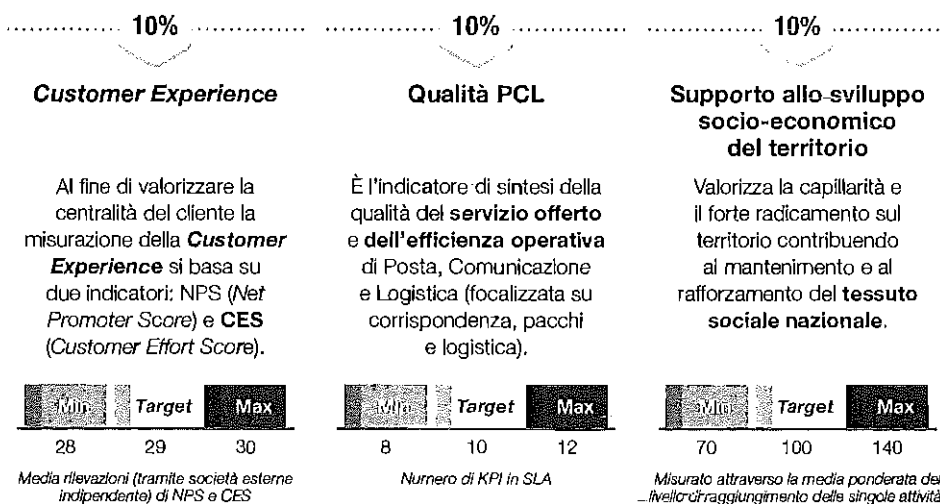 10%
Customer Experience
Al fine di valorizzare la
centralità del cliente la
misurazione della Customer
Experience si basa su
due indicatori: NPS (Net
Promoter Score) e CES
(Customer Effort Score).
Min Target Max
28 29 30
Media rilevazioni (tramite società esterne
indipendente) di NPS e CES
10%
Qualità PCL
È l'indicatore di sintesi della
qualità del servizio offerto
e dell'efficienza operativa
di Posta, Comunicazione
e Logistica (focalizzata su
corrispondenza, pacchi
e logistica).
Min Target Max
8 10 12
Numero di KPI in SLA
10%
Supporto allo sviluppo
socio-economico
del territorio
Valorizza la capillarità e
il forte radicamento sul
territorio contribuendo
al mantenimento e al
rafforzamento del tessuto
sociale nazionale.
Min Target Max
70 100 140
Misurato attraverso la media ponderata del
livello di raggiungimento delle singole attività